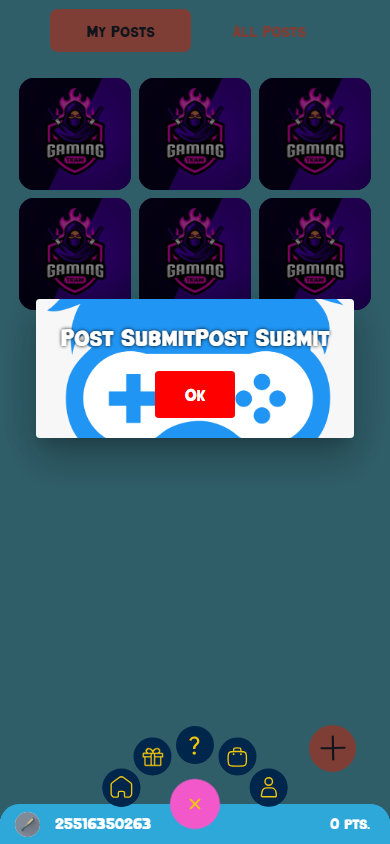 My Posts
All Posts
GAMING
TEAM
GAMING
TEAM
GAMING
TEAM
GAMING
TEAM
GAMING
TEAM
GAMING
TEAM
Post SubmitPost Submit
Ok
?
25516350263
0 pts.